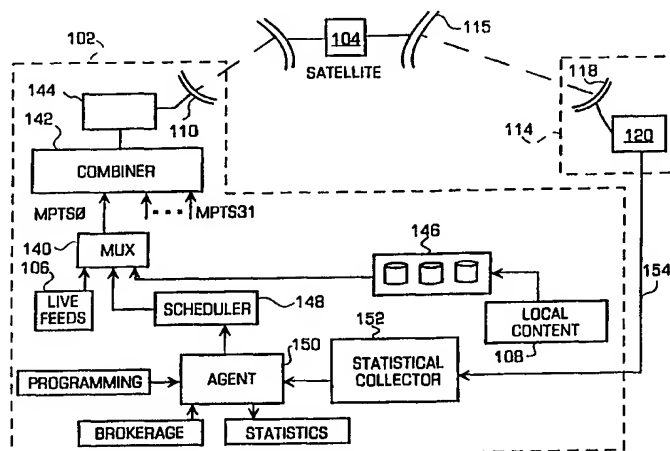 102
104
SATELLITE
115
144
110
118
142
114
120
COMBINER
MPTS0
MPTS31
140
MUX
146
106
LIVE FEEDS
SCHEDULER
148
154
152
LOCAL CONTENT
108
150
PROGRAMMING
AGENT
STATISTICAL COLLECTOR
BROKERAGE
STATISTICS